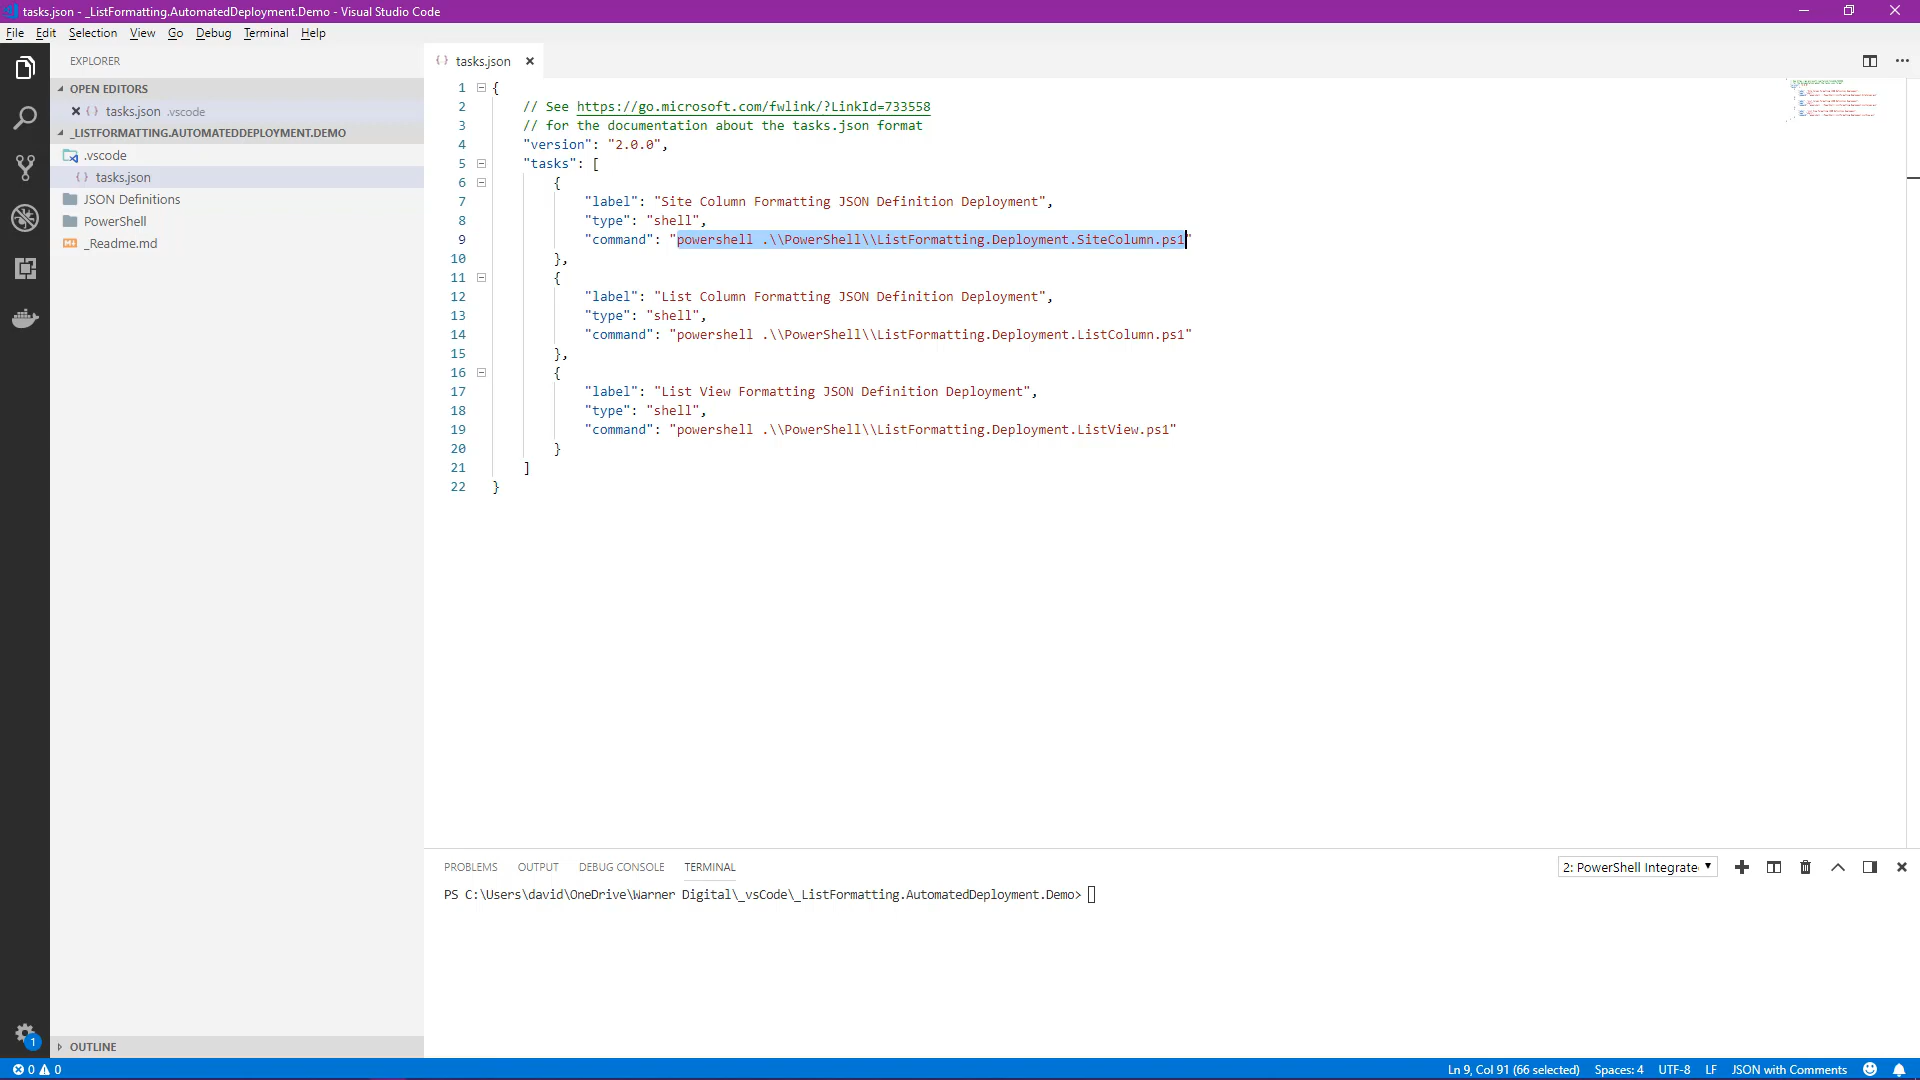 tasks.json - _ListFormatting.AutomatedDeployment.Demo - Visual Studio Code
File Edit Selection View Go Debug Terminal Help
EXPLORER
OPEN EDITORS
tasks.json .vscode
_LISTFORMATTING.AUTOMATEDDEPLOYMENT.DEMO
.vscode
{ } tasks.json
JSON Definitions
PowerShell
_Readme.md
OUTLINE
1
{ } tasks.json
1 {
2 // See https://go.microsoft.com/fwlink/?LinkId=733558
3 // for the documentation about the tasks.json format
4 "version": "2.0.0",
5 "tasks": [
6 {
7 "label": "Site Column Formatting JSON Definition Deployment",
8 "type": "shell",
9 "command": "powershell .\\PowerShell\\ListFormatting.Deployment.SiteColumn.ps1"
10 },
11 {
12 "label": "List Column Formatting JSON Definition Deployment",
13 "type": "shell",
14 "command": "powershell .\\PowerShell\\ListFormatting.Deployment.ListColumn.ps1"
15 },
16 {
17 "label": "List View Formatting JSON Definition Deployment",
18 "type": "shell",
19 "command": "powershell .\\PowerShell\\ListFormatting.Deployment.ListView.ps1"
20 }
21 ]
22 }
PROBLEMS OUTPUT DEBUG CONSOLE TERMINAL 2: PowerShell Integrate
PS C:\Users\david\OneDrive\Warner Digital\_vsCode\_ListFormatting.AutomatedDeployment.Demo>
0 0 Ln 9, Col 91 (66 selected) Spaces: 4 UTF-8 LF JSON with Comments